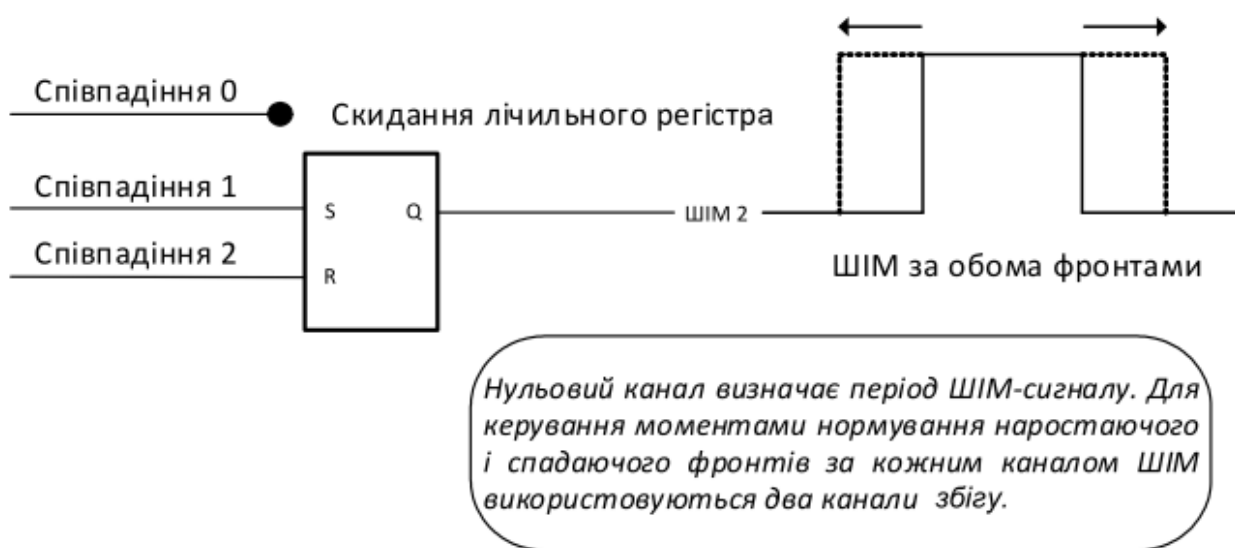 Співпадіння 0
Скидання лічильного регістра
Співпадіння 1
S
Q
ШІМ 2
Співпадіння 2
R
ШІМ за обома фронтами
Нульовий канал визначає період ШІМ-сигналу. Для
керування моментами нормування наростаючого
і спадаючого фронтів за кожним каналом ШІМ
використовуються два канали збігу.